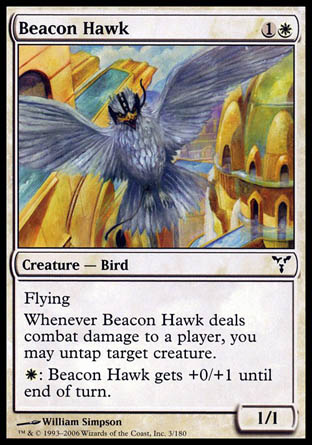 Beacon Hawk 1
Creature — Bird
Flying
Whenever Beacon Hawk deals
combat damage to a player, you
may untap target creature.
: Beacon Hawk gets +0/+1 until
end of turn.
William Simpson
™ & © 1993–2006 Wizards of the Coast, Inc. 3/180
1/1